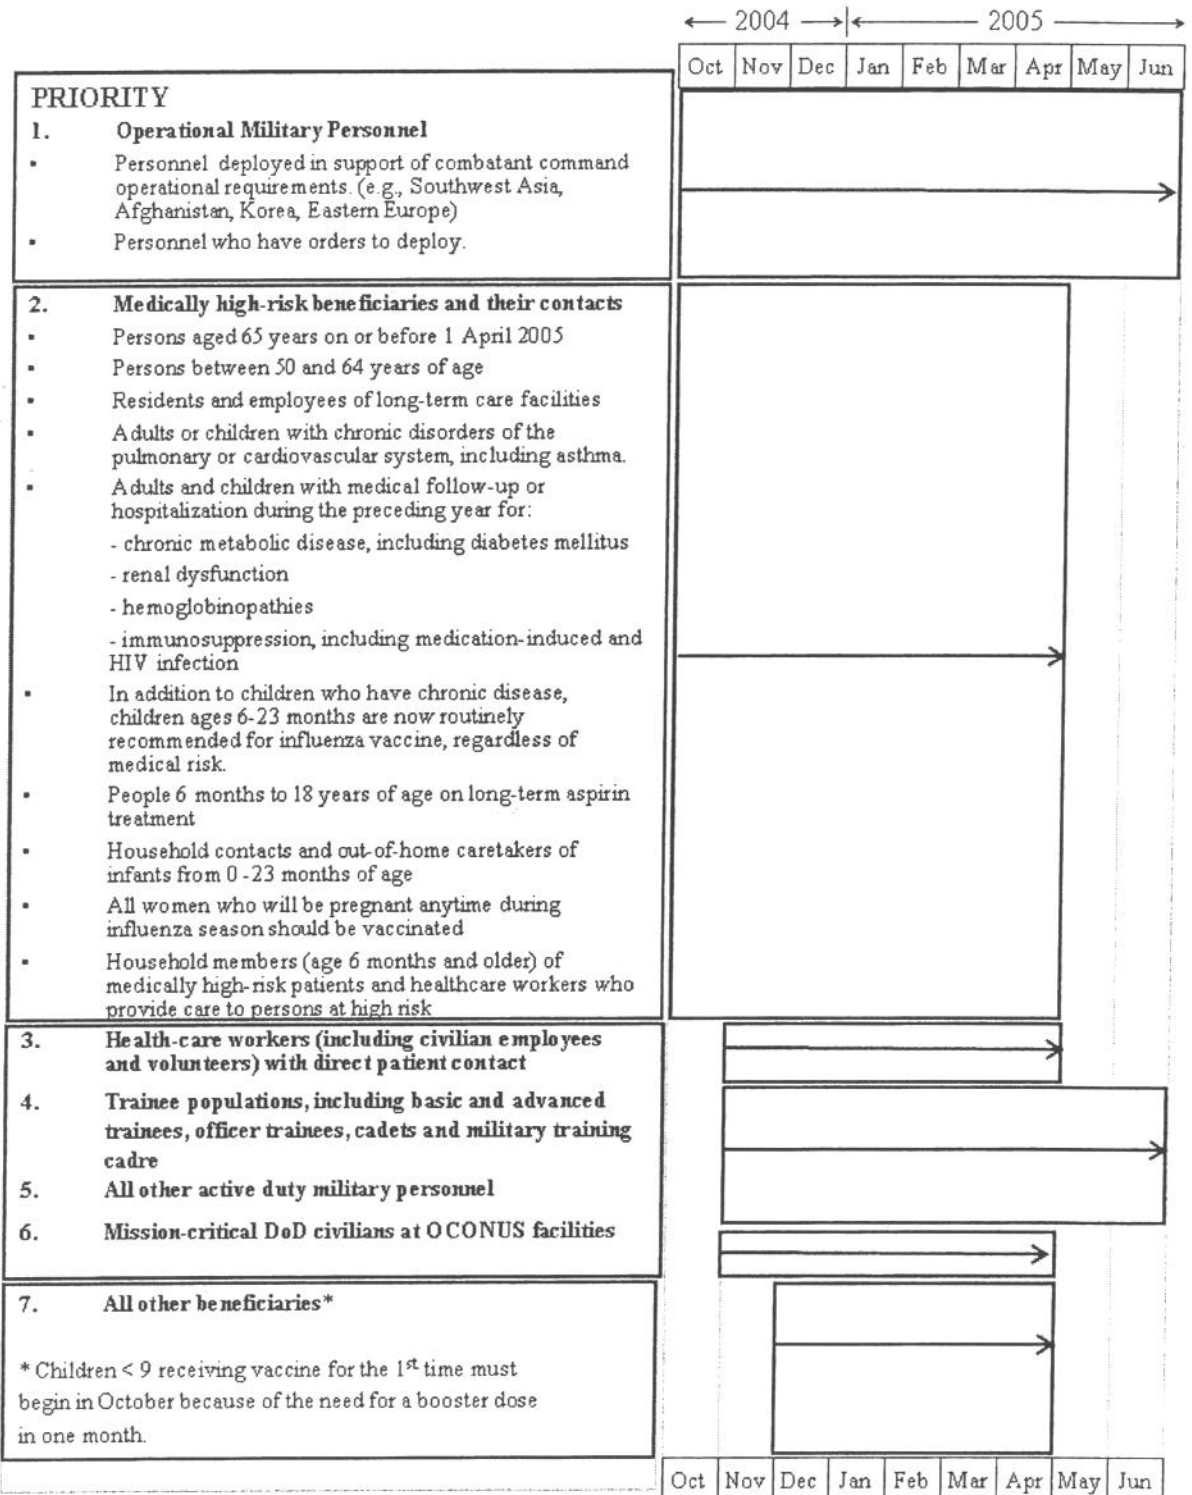 2004 2005
Oct Nov Dec Jan Feb Mar Apr May Jun
PRIORITY
1. Operational Military Personnel
▪ Personnel deployed in support of combatant command
operational requirements. (e.g., Southwest Asia,
Afghanistan, Korea, Eastern Europe)
▪ Personnel who have orders to deploy.
2. Medically high-risk beneficiaries and their contacts
▪ Persons aged 65 years on or before 1 April 2005
▪ Persons between 50 and 64 years of age
▪ Residents and employees of long-term care facilities
▪ Adults or children with chronic disorders of the
pulmonary or cardiovascular system, including asthma.
▪ Adults and children with medical follow-up or
hospitalization during the preceding year for:
- chronic metabolic disease, including diabetes mellitus
- renal dysfunction
- hemoglobinopathies
- immunosuppression, including medication-induced and
HIV infection
▪ In addition to children who have chronic disease,
children ages 6-23 months are now routinely
recommended for influenza vaccine, regardless of
medical risk.
▪ People 6 months to 18 years of age on long-term aspirin
treatment
▪ Household contacts and out-of-home caretakers of
infants from 0-23 months of age
▪ All women who will be pregnant anytime during
influenza season should be vaccinated
▪ Household members (age 6 months and older) of
medically high-risk patients and healthcare workers who
provide care to persons at high risk
3. Health-care workers (including civilian employees
and volunteers) with direct patient contact
4. Trainee populations, including basic and advanced
trainees, officer trainees, cadets and military training
cadre
5. All other active duty military personnel
6. Mission-critical DoD civilians at OCONUS facilities
7. All other beneficiaries*
* Children < 9 receiving vaccine for the 1st time must
begin in October because of the need for a booster dose
in one month.
Oct Nov Dec Jan Feb Mar Apr May Jun